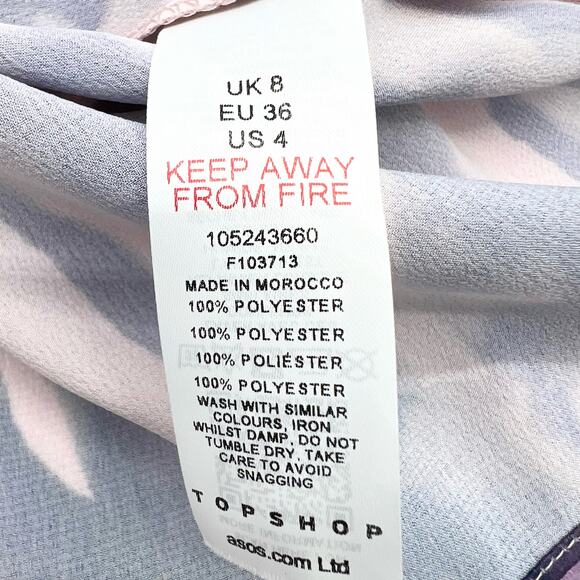 UK 8
EU 36
US 4
KEEP AWAY
FROM FIRE
105243660
F103713
MADE IN MOROCCO
100% POLYESTER
100% POLYESTER
100% POLIÉSTER
100% POLYESTER
WASH WITH SIMILAR
COLOURS, IRON
WHILST DAMP, DO NOT
TUMBLE DRY, TAKE
CARE TO AVOID
SNAGGING
TOPSHOP
MORE INFORMATION
asos.com Ltd